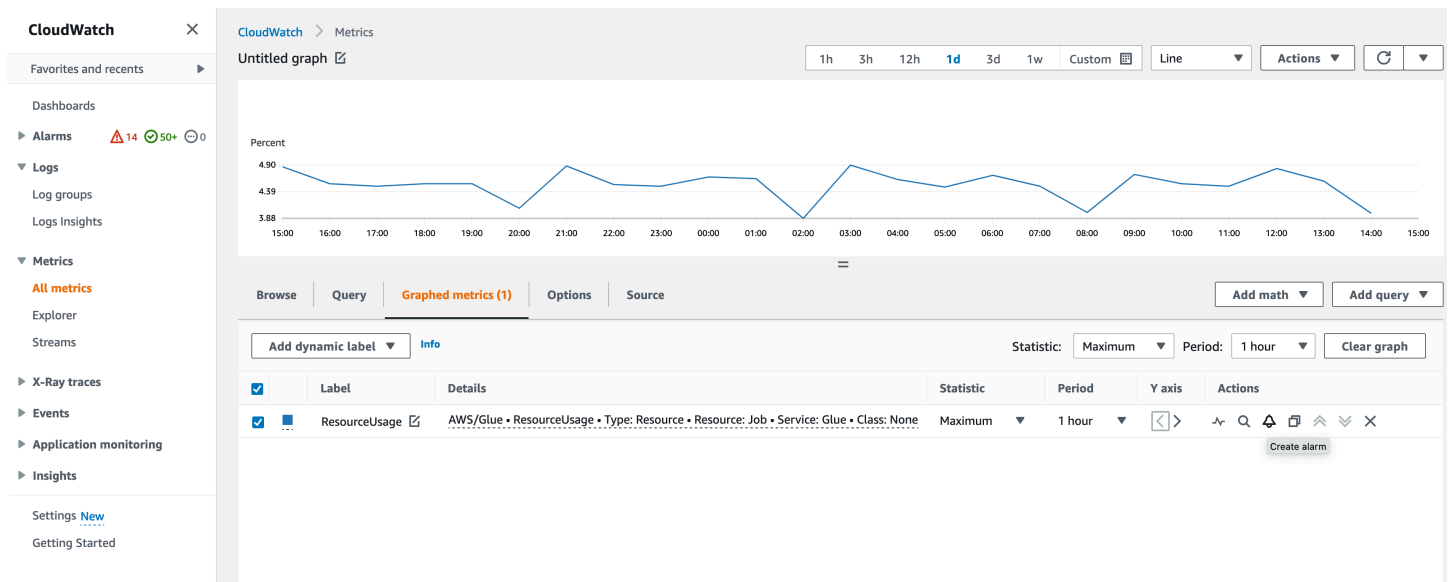 CloudWatch
Favorites and recents
Dashboards
Alarms 14 50+ 0
Logs
Log groups
Logs Insights
Metrics
All metrics
Explorer
Streams
X-Ray traces
Events
Application monitoring
Insights
Settings New
Getting Started
CloudWatch Metrics
Untitled graph
1h 3h 12h 1d 3d 1w Custom Line Actions
Percent
4.90
4.39
3.88
15:00 16:00 17:00 18:00 19:00 20:00 21:00 22:00 23:00 00:00 01:00 02:00 03:00 04:00 05:00 06:00 07:00 08:00 09:00 10:00 11:00 12:00 13:00 14:00 15:00
Browse Query Graphed metrics (1) Options Source Add math Add query
Add dynamic label Info Statistic: Maximum Period: 1 hour Clear graph
Label Details Statistic Period Y axis Actions
ResourceUsage AWS/Glue • ResourceUsage • Type: Resource • Resource: Job • Service: Glue • Class: None Maximum 1 hour
Create alarm